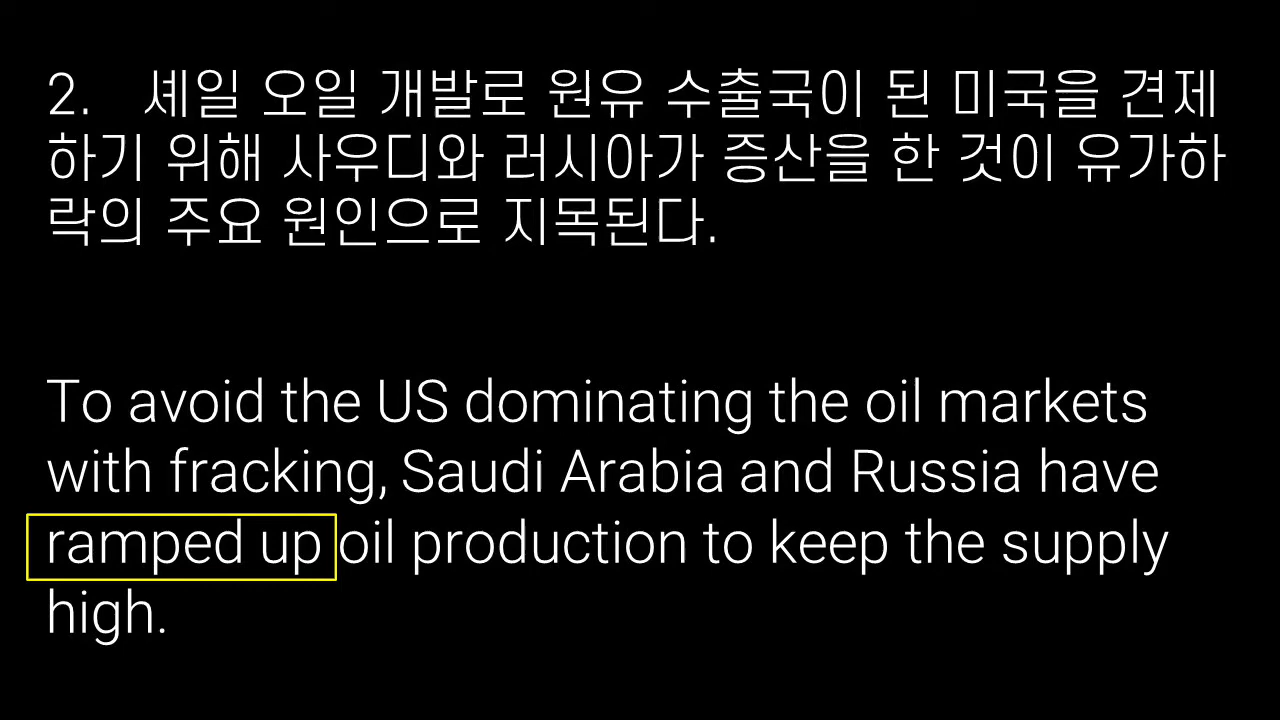 2. 셰일 오일 개발로 원유 수출국이 된 미국을 견제
하기 위해 사우디와 러시아가 증산을 한 것이 유가하
락의 주요 원인으로 지목된다.
To avoid the US dominating the oil markets
with fracking, Saudi Arabia and Russia have
ramped up oil production to keep the supply
high.